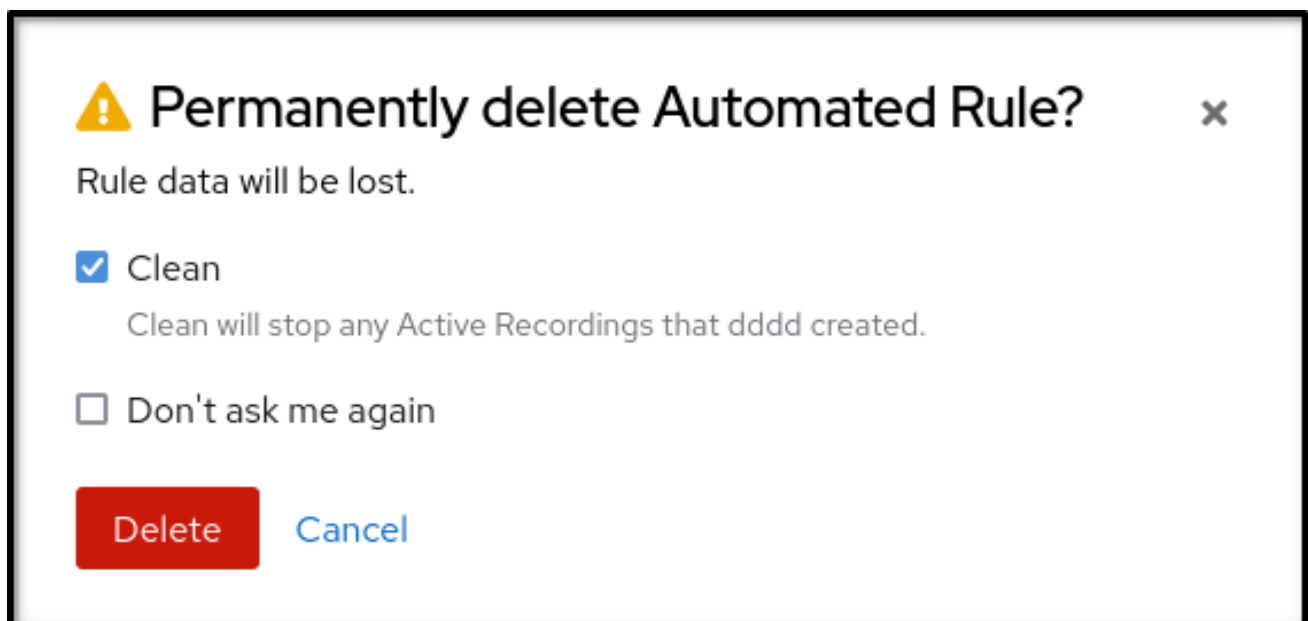 Permanently delete Automated Rule?
Rule data will be lost.
Clean
Clean will stop any Active Recordings that dddd created.
Don't ask me again
Delete
Cancel